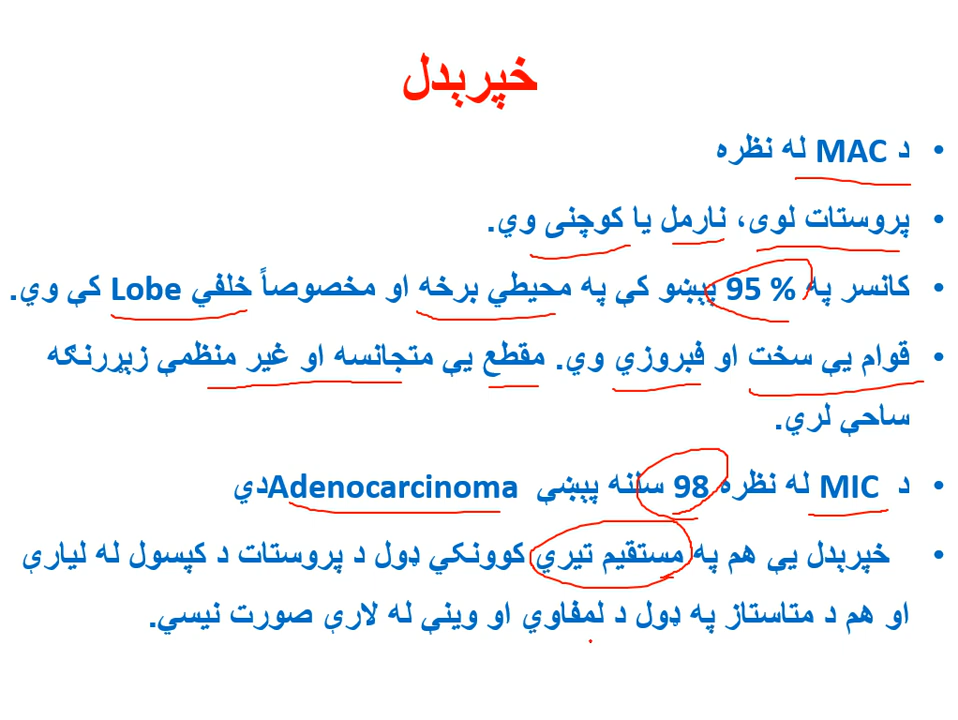 خپرېدل
• د MAC له نظره
• پروستات لوی، نارمل یا کوچنی وي.
• کانسر په % 95 پېښو کې په محیطي برخه او مخصوصاً خلفي Lobe کې وي.
• قوام یې سخت او فبروزي وي. مقطع یې متجانسه او غیر منظمې زېړرنګه
ساحې لري.
• د MIC له نظره 98 سلنه پېښې Adenocarcinomaدي
• خپرېدل یې هم په مستقیم تیري کوونکي ډول د پروستات د کپسول له لیارې
او هم د متاستاز په ډول د لمفاوي او وینې له لارې صورت نیسي.